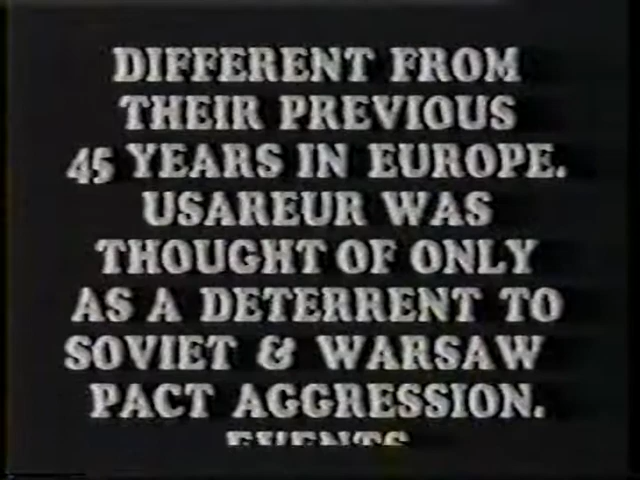 DIFFERENT FROM
THEIR PREVIOUS
45 YEARS IN EUROPE.
USAREUR WAS
THOUGHT OF ONLY
AS A DETERRENT TO
SOVIET & WARSAW
PACT AGGRESSION.
EVENTS